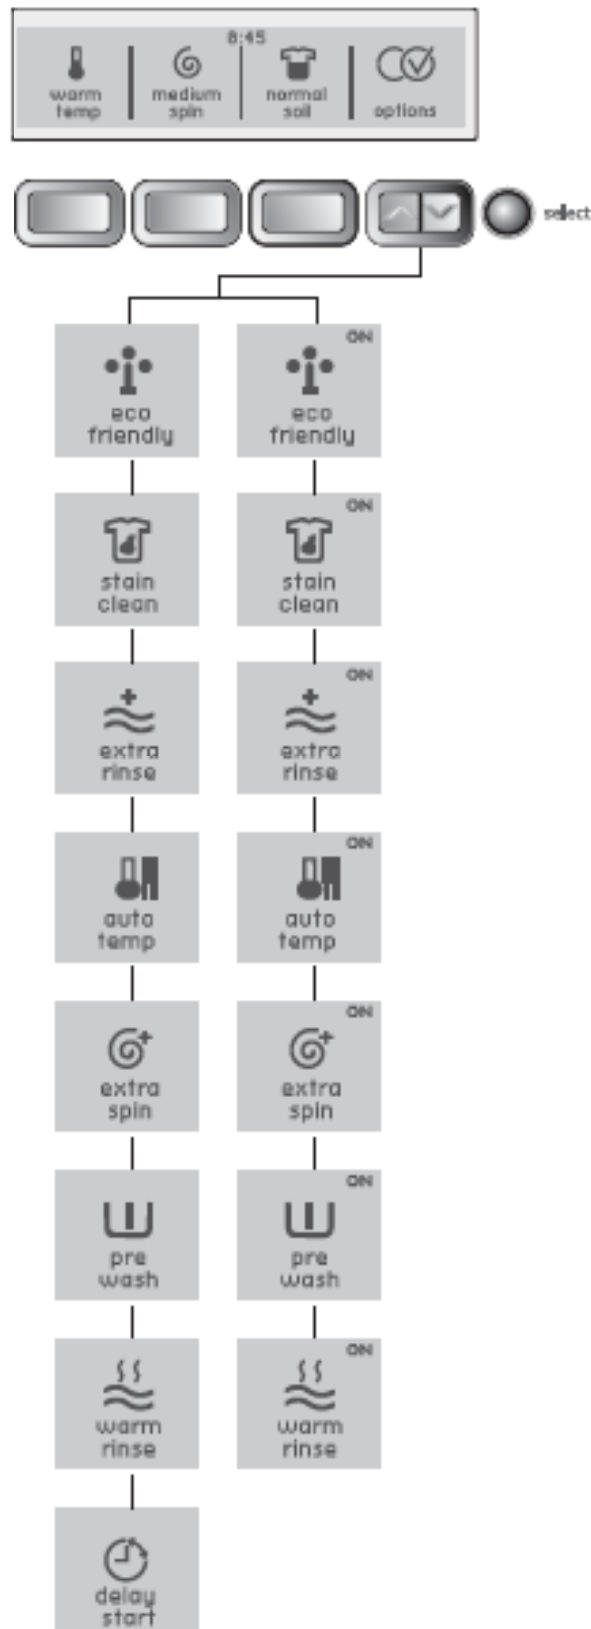 8:45
warm medium normal
temp spin soil options
select
ON
eco eco
friendly friendly
ON
stain stain
clean clean
ON
extra extra
rinse rinse
ON
auto auto
temp temp
ON
extra extra
spin spin
ON
pre pre
wash wash
ON
warm warm
rinse rinse
delay
start